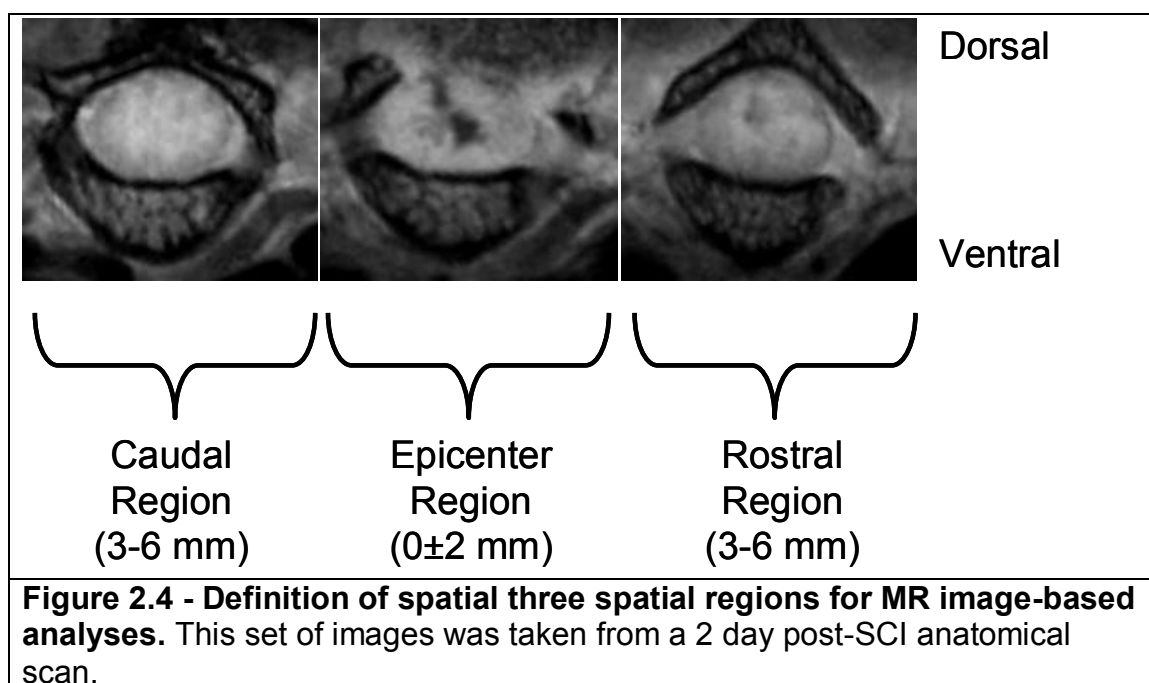 Dorsal
Ventral
Caudal
Region
(3-6 mm)
Epicenter
Region
(0±2 mm)
Rostral
Region
(3-6 mm)
Figure 2.4 - Definition of spatial three spatial regions for MR image-based
analyses. This set of images was taken from a 2 day post-SCI anatomical
scan.